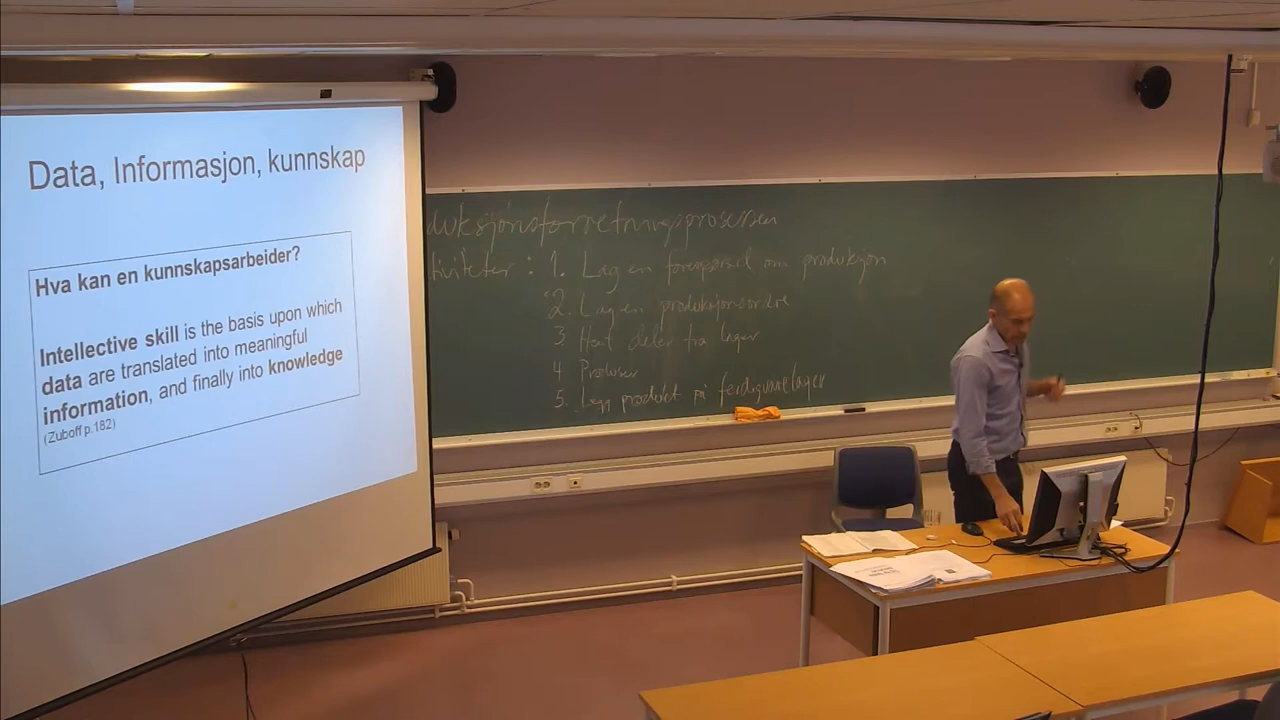 Data, Informasjon, kunnskap
Hva kan en kunnskapsarbeider?
Intellective skill is the basis upon which
data are translated into meaningful
information, and finally into knowledge
(Zuboff p.182)
duksjonsforretningsprosessen
tiviteter: 1. Lag en forespørsel om produksjon
2. Lag en produksjonsordre
3 Hent deler fra lager
4 Produser
5. Legg produkt på ferdigvarelager